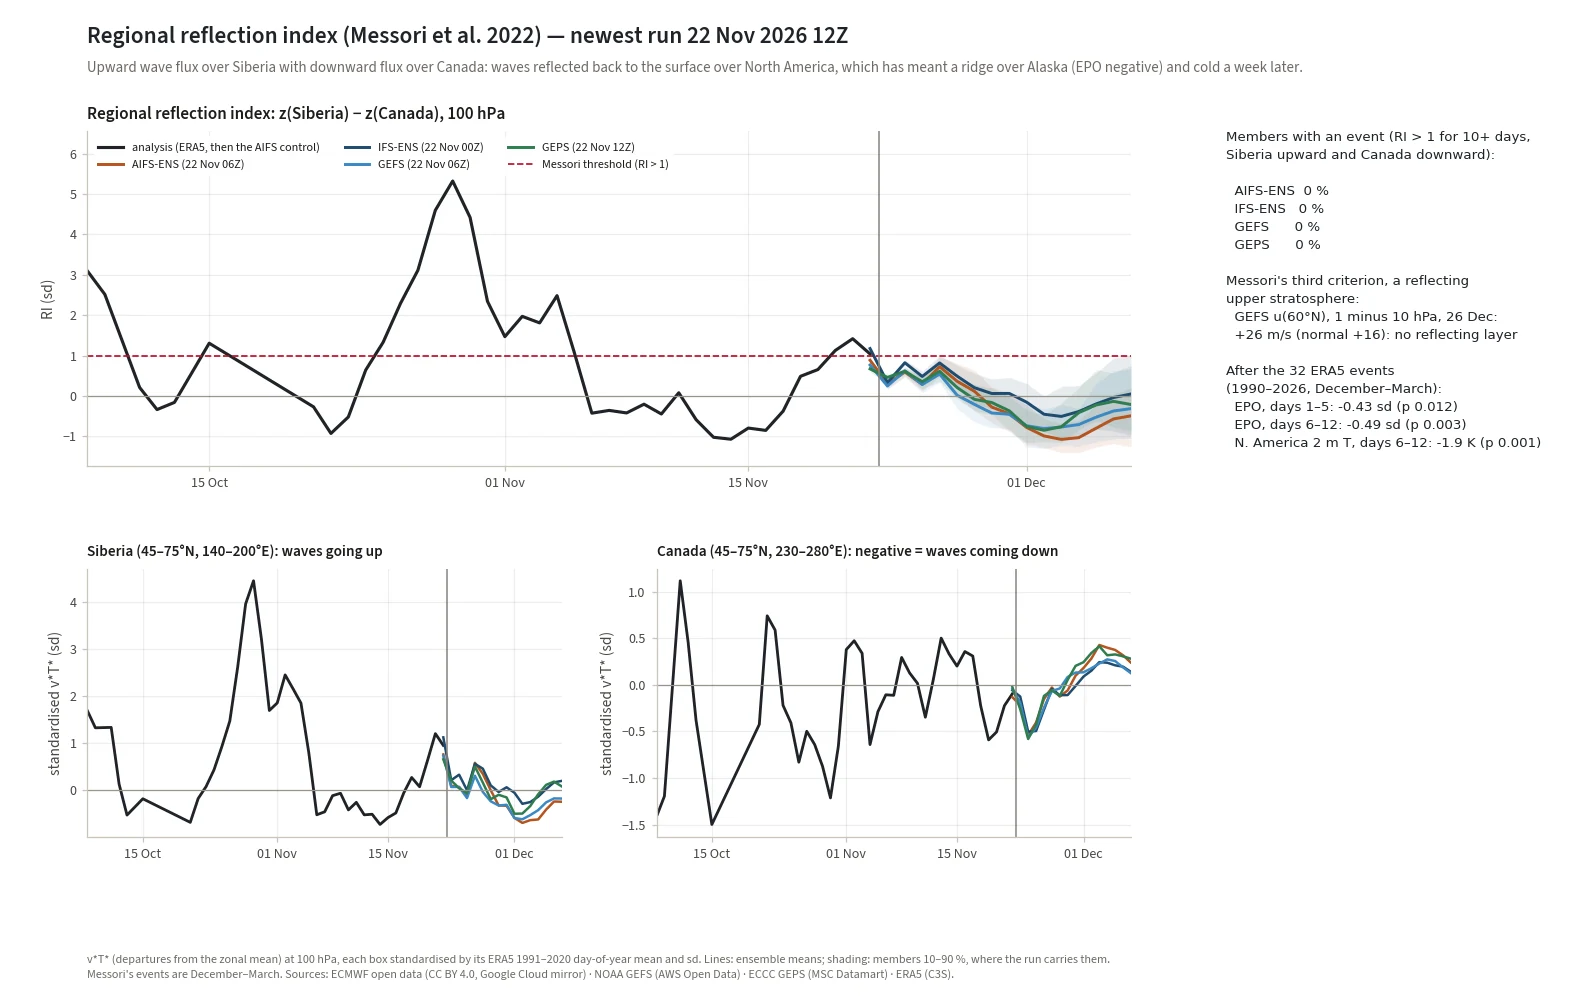 Regional reflection index (Messori et al. 2022) — newest run 22 Nov 2026 12Z
Upward wave flux over Siberia with downward flux over Canada: waves reflected back to the surface over North America, which has meant a ridge over Alaska (EPO negative) and cold a week later.
Regional reflection index: z(Siberia) − z(Canada), 100 hPa
analysis (ERA5, then the AIFS control)
AIFS-ENS (22 Nov 06Z)
IFS-ENS (22 Nov 00Z)
GEFS (22 Nov 06Z)
GEPS (22 Nov 12Z)
Messori threshold (RI > 1)
RI (sd)
6
5
4
3
2
1
0
−1
15 Oct
01 Nov
15 Nov
01 Dec
Members with an event (RI > 1 for 10+ days,
Siberia upward and Canada downward):
AIFS-ENS 0 %
IFS-ENS 0 %
GEFS 0 %
GEPS 0 %
Messori's third criterion, a reflecting
upper stratosphere:
GEFS u(60°N), 1 minus 10 hPa, 26 Dec:
+26 m/s (normal +16): no reflecting layer
After the 32 ERA5 events
(1990–2026, December–March):
EPO, days 1–5: -0.43 sd (p 0.012)
EPO, days 6–12: -0.49 sd (p 0.003)
N. America 2 m T, days 6–12: -1.9 K (p 0.001)
Siberia (45–75°N, 140–200°E): waves going up
standardised v*T* (sd)
4
3
2
1
0
15 Oct
01 Nov
15 Nov
01 Dec
Canada (45–75°N, 230–280°E): negative = waves coming down
standardised v*T* (sd)
1.0
0.5
0.0
−0.5
−1.0
−1.5
15 Oct
01 Nov
15 Nov
01 Dec
v*T* (departures from the zonal mean) at 100 hPa, each box standardised by its ERA5 1991–2020 day-of-year mean and sd. Lines: ensemble means; shading: members 10–90 %, where the run carries them.
Messori's events are December–March. Sources: ECMWF open data (CC BY 4.0, Google Cloud mirror) · NOAA GEFS (AWS Open Data) · ECCC GEPS (MSC Datamart) · ERA5 (C3S).